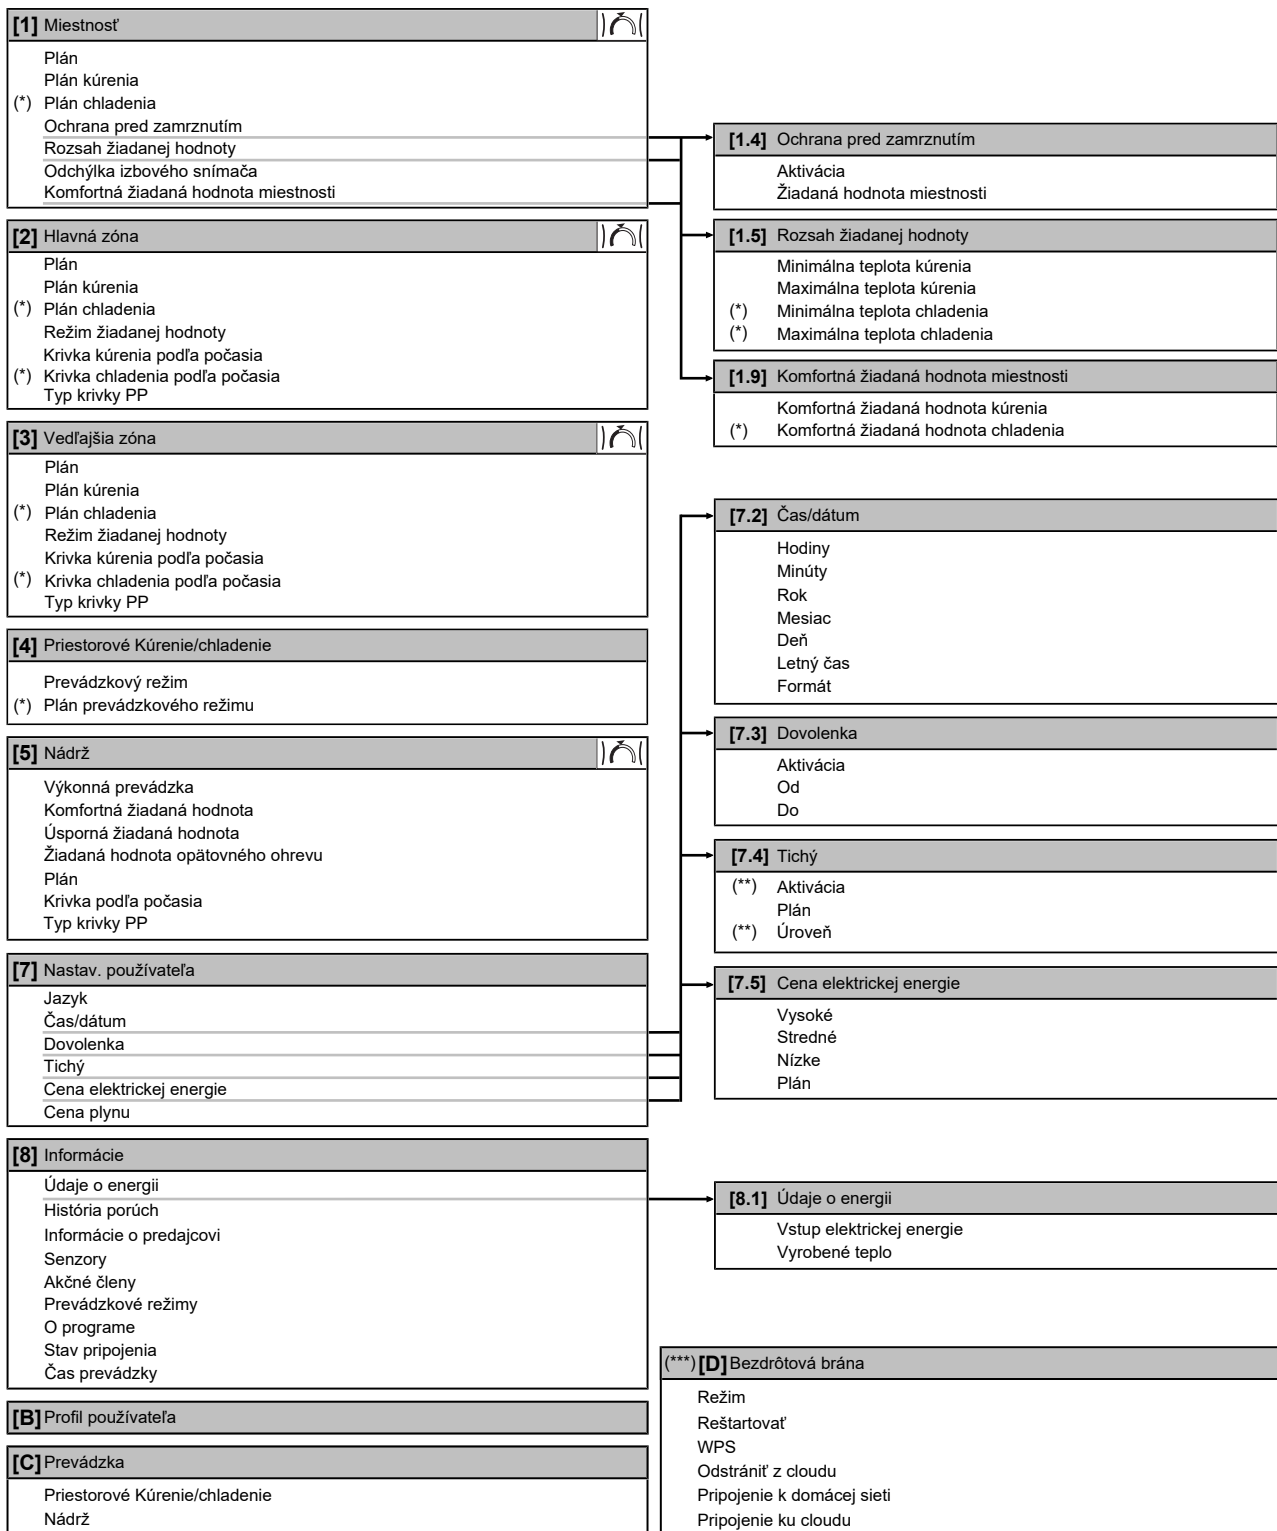 [1] Miestnosť
Plán
Plán kúrenia
(*) Plán chladenia
Ochrana pred zamrznutím
Rozsah žiadanej hodnoty
Odchýlka izbového snímača
Komfortná žiadaná hodnota miestnosti
[2] Hlavná zóna
Plán
Plán kúrenia
(*) Plán chladenia
Režim žiadanej hodnoty
Krivka kúrenia podľa počasia
(*) Krivka chladenia podľa počasia
Typ krivky PP
[3] Vedľajšia zóna
Plán
Plán kúrenia
(*) Plán chladenia
Režim žiadanej hodnoty
Krivka kúrenia podľa počasia
(*) Krivka chladenia podľa počasia
Typ krivky PP
[4] Priestorové Kúrenie/chladenie
Prevádzkový režim
(*) Plán prevádzkového režimu
[5] Nádrž
Výkonná prevádzka
Komfortná žiadaná hodnota
Úsporná žiadaná hodnota
Žiadaná hodnota opätovného ohrevu
Plán
Krivka podľa počasia
Typ krivky PP
[7] Nastav. používateľa
Jazyk
Čas/dátum
Dovolenka
Tichý
Cena elektrickej energie
Cena plynu
[8] Informácie
Údaje o energii
História porúch
Informácie o predajcovi
Senzory
Akčné členy
Prevádzkové režimy
O programe
Stav pripojenia
Čas prevádzky
[B] Profil používateľa
[C] Prevádzka
Priestorové Kúrenie/chladenie
Nádrž
[1.4] Ochrana pred zamrznutím
Aktivácia
Žiadaná hodnota miestnosti
[1.5] Rozsah žiadanej hodnoty
Minimálna teplota kúrenia
Maximálna teplota kúrenia
(*) Minimálna teplota chladenia
(*) Maximálna teplota chladenia
[1.9] Komfortná žiadaná hodnota miestnosti
Komfortná žiadaná hodnota kúrenia
(*) Komfortná žiadaná hodnota chladenia
[7.2] Čas/dátum
Hodiny
Minúty
Rok
Mesiac
Deň
Letný čas
Formát
[7.3] Dovolenka
Aktivácia
Od
Do
[7.4] Tichý
(**) Aktivácia
Plán
(**) Úroveň
[7.5] Cena elektrickej energie
Vysoké
Stredné
Nízke
Plán
[8.1] Údaje o energii
Vstup elektrickej energie
Vyrobené teplo
(***) [D] Bezdrôtová brána
Režim
Reštartovať
WPS
Odstrániť z cloudu
Pripojenie k domácej sieti
Pripojenie ku cloudu